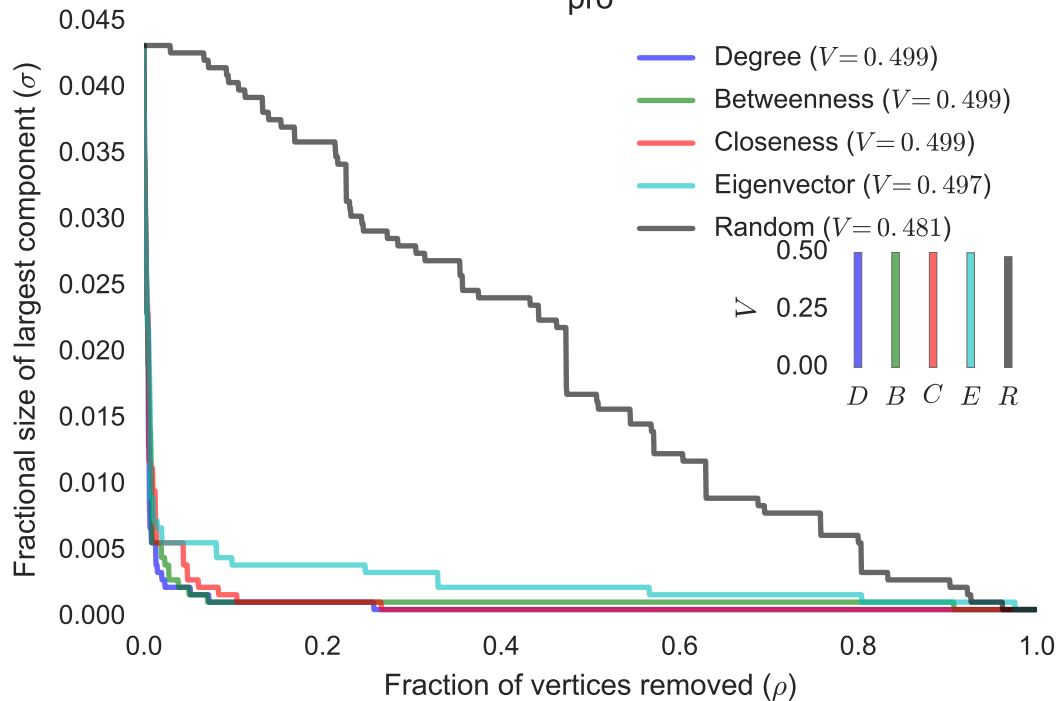 pro
0.045
0.040
0.035
0.030
0.025
0.020
0.015
0.010
0.005
0.000
Fractional size of largest component (σ)
Degree (V=0.499)
Betweenness (V=0.499)
Closeness (V=0.499)
Eigenvector (V=0.497)
Random (V=0.481)
0.50
0.25
0.00
V
D B C E R
0.0 0.2 0.4 0.6 0.8 1.0
Fraction of vertices removed (ρ)